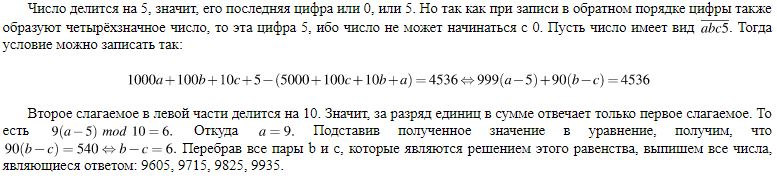 Число делится на 5, значит, его последняя цифра или 0, или 5. Но так как при записи в обратном порядке цифры также
образуют четырёхзначное число, то эта цифра 5, ибо число не может начинаться с 0. Пусть число имеет вид \overline{abc5}. Тогда
условие можно записать так:
1000a+100b+10c+5−(5000+100c+10b+a)=4536⇔999(a−5)+90(b−c)=4536
Второе слагаемое в левой части делится на 10. Значит, за разряд единиц в сумме отвечает только первое слагаемое. То
есть 9(a−5) mod 10=6. Откуда a=9. Подставив полученное значение в уравнение, получим, что
90(b−c)=540⇔b−c=6. Перебрав все пары b и c, которые являются решением этого равенства, выпишем все числа,
являющиеся ответом: 9605, 9715, 9825, 9935.